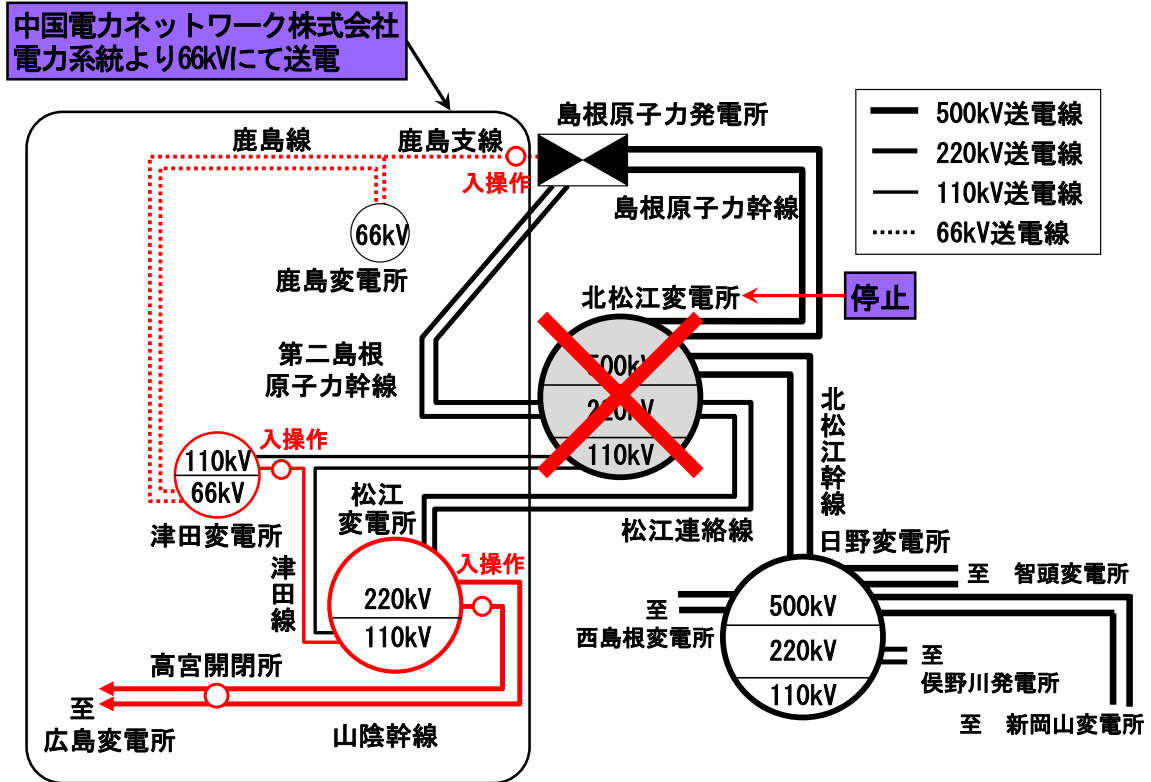 中国電力ネットワーク株式会社
電力系統より66kVにて送電
島根原子力発電所
500kV送電線
220kV送電線
110kV送電線
66kV送電線
鹿島線
鹿島支線
入操作
島根原子力幹線
66kV
鹿島変電所
北松江変電所
停止
第二島根
原子力幹線
500kV
220kV
110kV
北松江幹線
入操作
110kV
66kV
津田変電所
松江
変電所
松江連絡線
日野変電所
津田線
入操作
220kV
110kV
至 智頭変電所
500kV
220kV
110kV
至
西島根変電所
至
俣野川発電所
高宮開閉所
至
広島変電所
山陰幹線
至 新岡山変電所